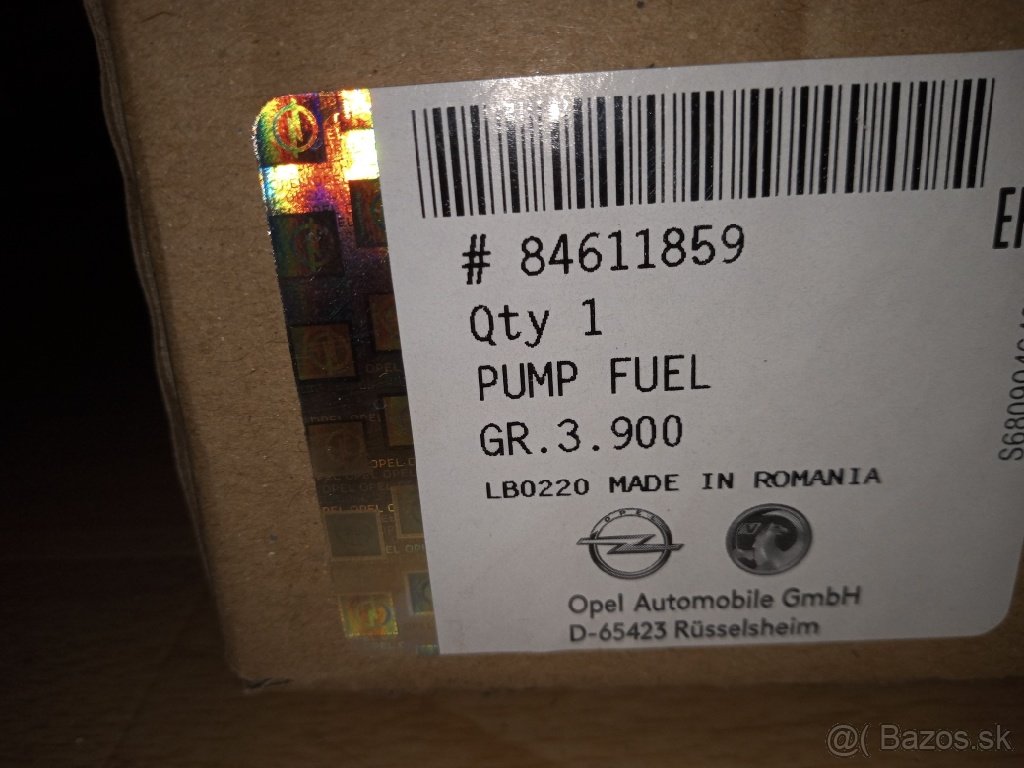 # 84611859
Qty 1
PUMP FUEL
GR.3.900
LB0220 MADE IN ROMANIA
OPEL
Opel Automobile GmbH
D-65423 Rüsselsheim
@( Bazos.sk